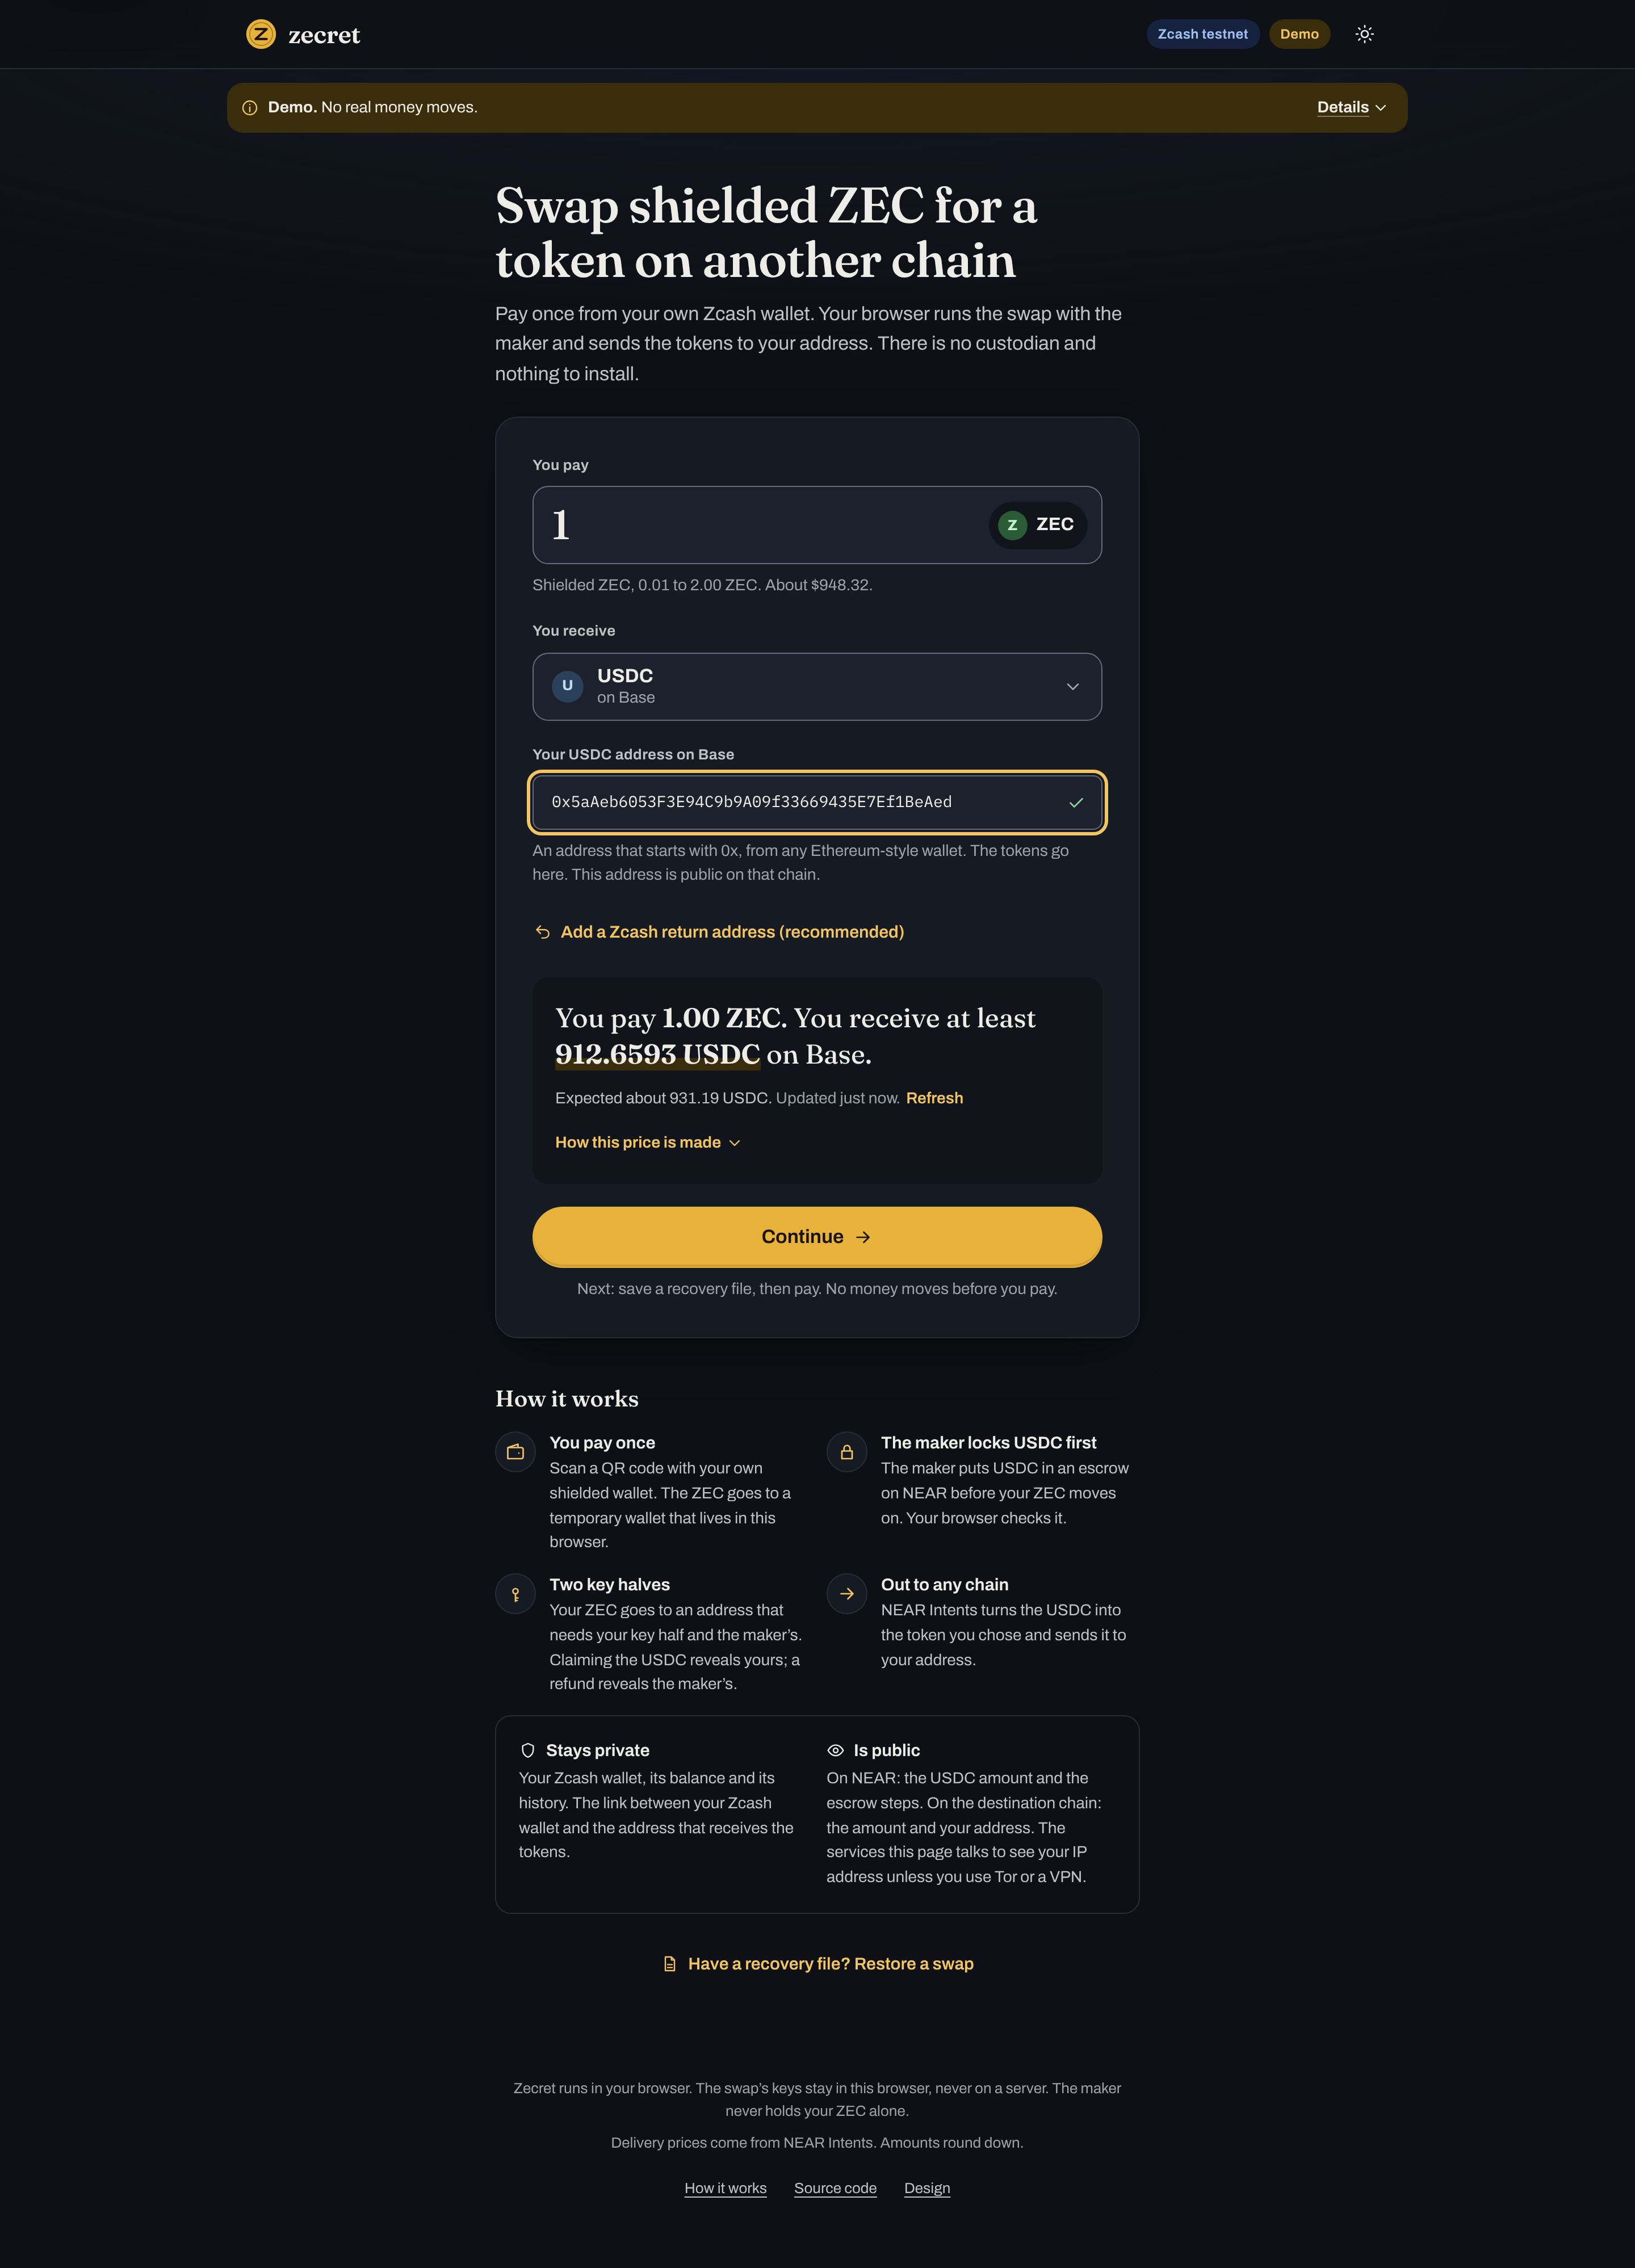 Z zecret
Zcash testnet
Demo
Demo. No real money moves.
Details
Swap shielded ZEC for a
token on another chain
Pay once from your own Zcash wallet. Your browser runs the swap with the
maker and sends the tokens to your address. There is no custodian and
nothing to install.
You pay
1
Z ZEC
Shielded ZEC, 0.01 to 2.00 ZEC. About $948.32.
You receive
U USDC
on Base
Your USDC address on Base
0x5aAeb6053F3E94C9b9A09f33669435E7Ef1BeAed
An address that starts with 0x, from any Ethereum-style wallet. The tokens go
here. This address is public on that chain.
Add a Zcash return address (recommended)
You pay 1.00 ZEC. You receive at least
912.6593 USDC on Base.
Expected about 931.19 USDC. Updated just now. Refresh
How this price is made
Continue
Next: save a recovery file, then pay. No money moves before you pay.
How it works
You pay once
Scan a QR code with your own
shielded wallet. The ZEC goes to a
temporary wallet that lives in this
browser.
The maker locks USDC first
The maker puts USDC in an escrow
on NEAR before your ZEC moves
on. Your browser checks it.
Two key halves
Your ZEC goes to an address that
needs your key half and the maker’s.
Claiming the USDC reveals yours; a
refund reveals the maker’s.
Out to any chain
NEAR Intents turns the USDC into
the token you chose and sends it to
your address.
Stays private
Your Zcash wallet, its balance and its
history. The link between your Zcash
wallet and the address that receives the
tokens.
Is public
On NEAR: the USDC amount and the
escrow steps. On the destination chain:
the amount and your address. The
services this page talks to see your IP
address unless you use Tor or a VPN.
Have a recovery file? Restore a swap
Zecret runs in your browser. The swap’s keys stay in this browser, never on a server. The maker
never holds your ZEC alone.
Delivery prices come from NEAR Intents. Amounts round down.
How it works
Source code
Design